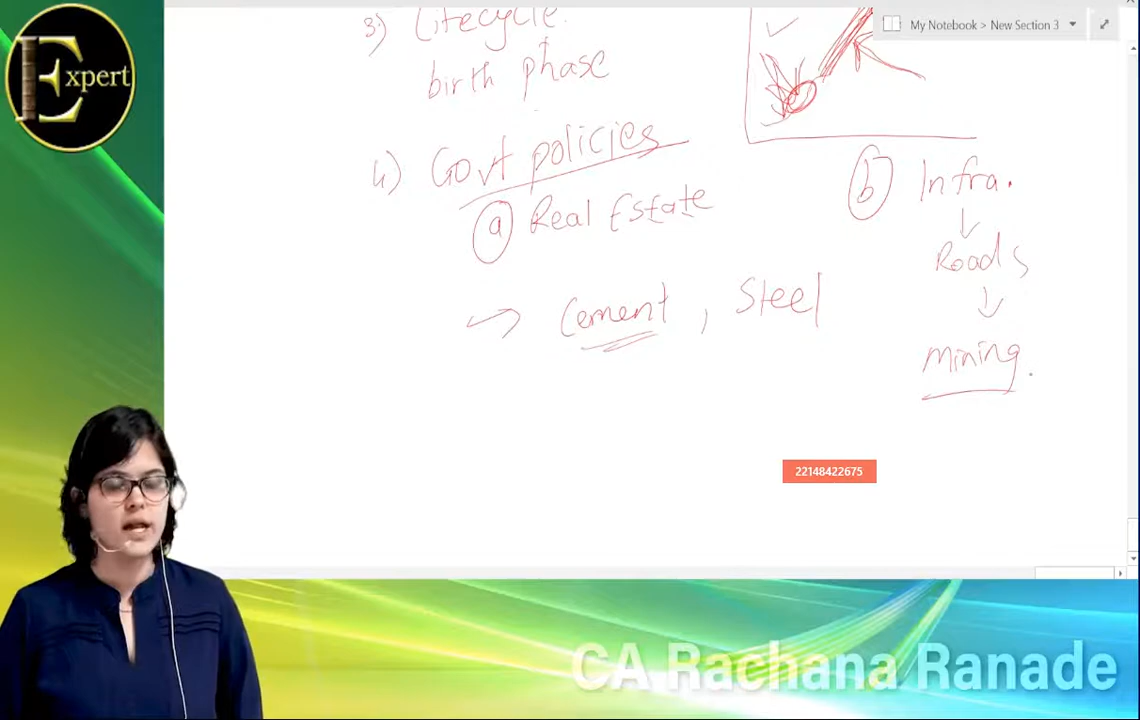 Expert
My Notebook > New Section 3
3) Lifecycle.
birth phase
4) Govt policies
a Real Estate
→ Cement, Steel
b Infra.
↓
Roads
↓
Mining.
22148422675
CA Rachana Ranade